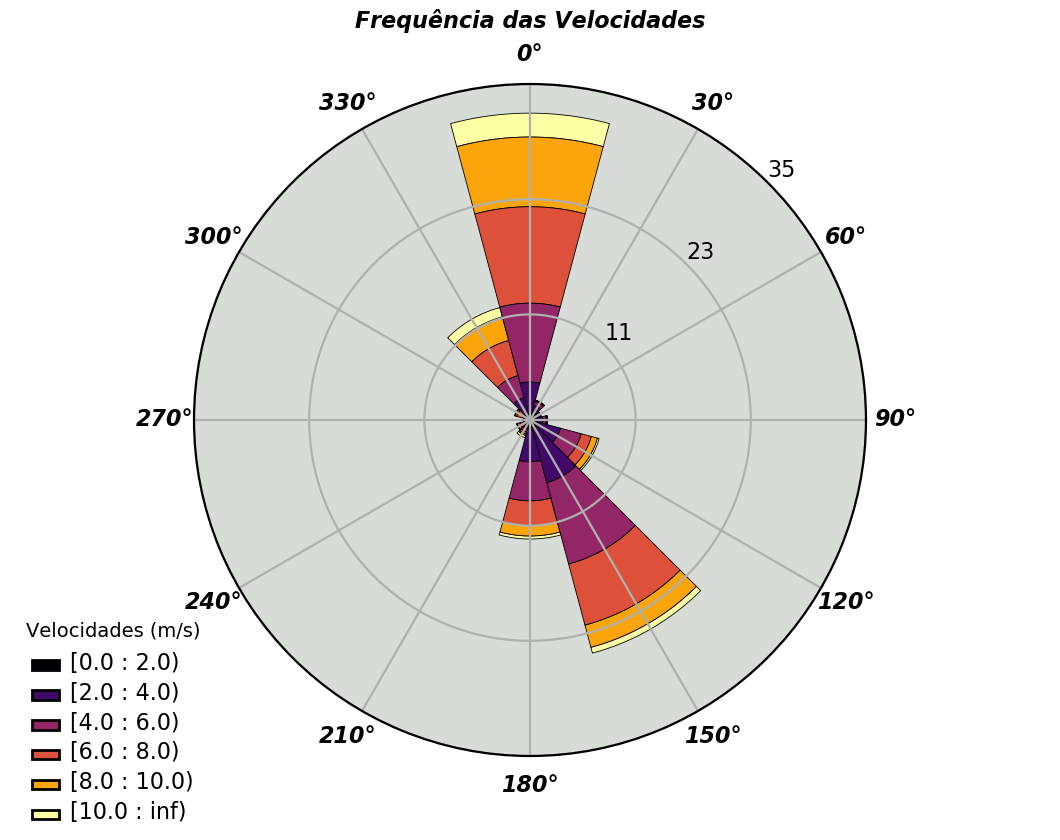 Frequência das Velocidades
0°
330°
30°
35
300°
60°
23
11
270°
90°
240°
120°
210°
150°
180°
Velocidades (m/s)
[0.0 : 2.0)
[2.0 : 4.0)
[4.0 : 6.0)
[6.0 : 8.0)
[8.0 : 10.0)
[10.0 : inf)